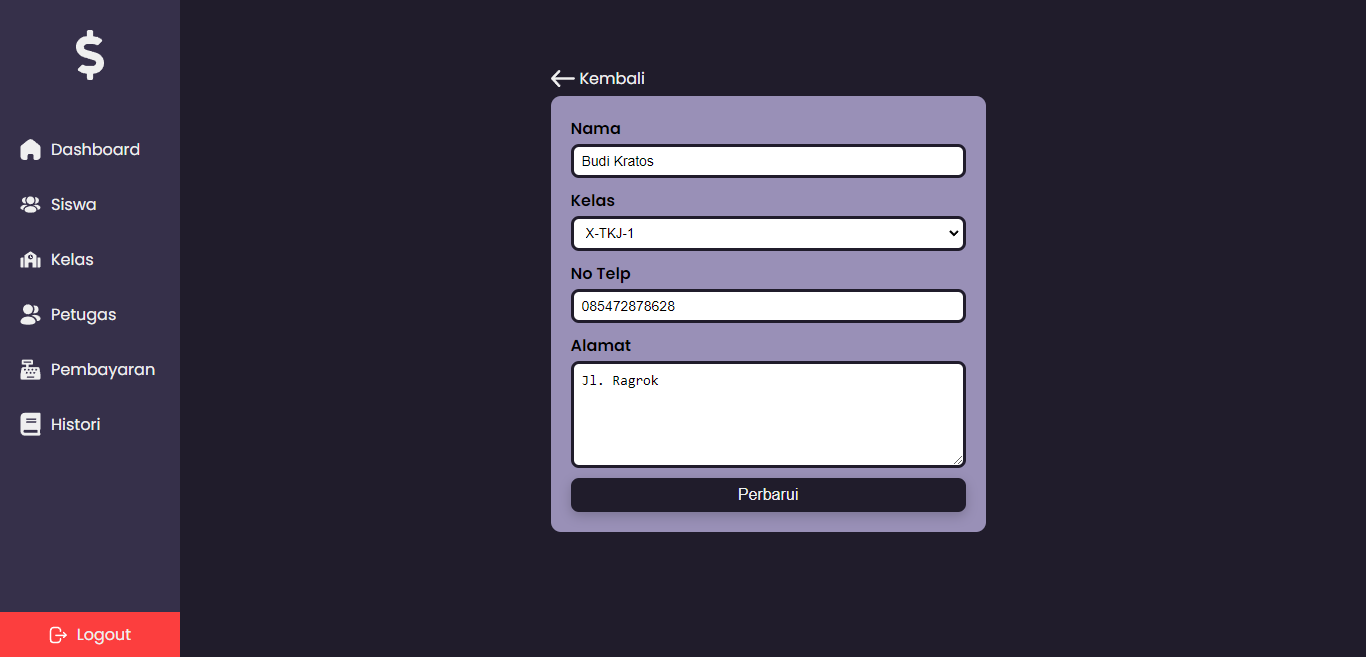 $
Dashboard
Siswa
Kelas
Petugas
Pembayaran
Histori
Logout
Kembali
Nama
Budi Kratos
Kelas
X-TKJ-1
No Telp
085472878628
Alamat
Jl. Ragrok
Perbarui